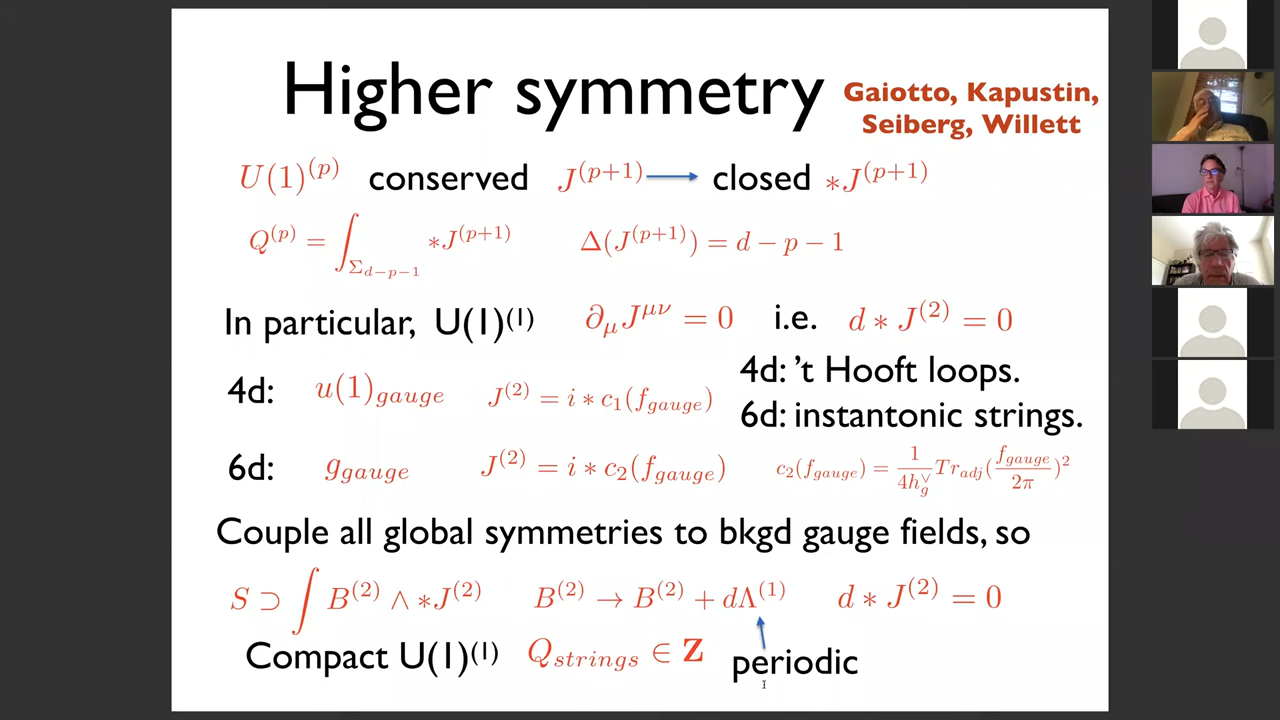 Higher symmetry
Gaiotto, Kapustin,
Seiberg, Willett
U(1)^{(p)} conserved J^{(p+1)} → closed *J^{(p+1)}
Q^{(p)} = ∫_{Σ_{d-p-1}} *J^{(p+1)} Δ(J^{(p+1)}) = d − p − 1
In particular, U(1)^{(1)} ∂_μ J^{μν} = 0 i.e. d * J^{(2)} = 0
4d: u(1)_{gauge} J^{(2)} = i * c_1(f_{gauge})
4d: ’t Hooft loops.
6d: instantonic strings.
6d: g_{gauge} J^{(2)} = i * c_2(f_{gauge}) c_2(f_{gauge}) = \frac{1}{4h_g^∨} Tr_{adj}(\frac{f_{gauge}}{2π})^2
Couple all global symmetries to bkgd gauge fields, so
S ⊃ ∫ B^{(2)} ∧ *J^{(2)} B^{(2)} → B^{(2)} + dΛ^{(1)} d * J^{(2)} = 0
Compact U(1)^{(1)} Q_{strings} ∈ Z periodic